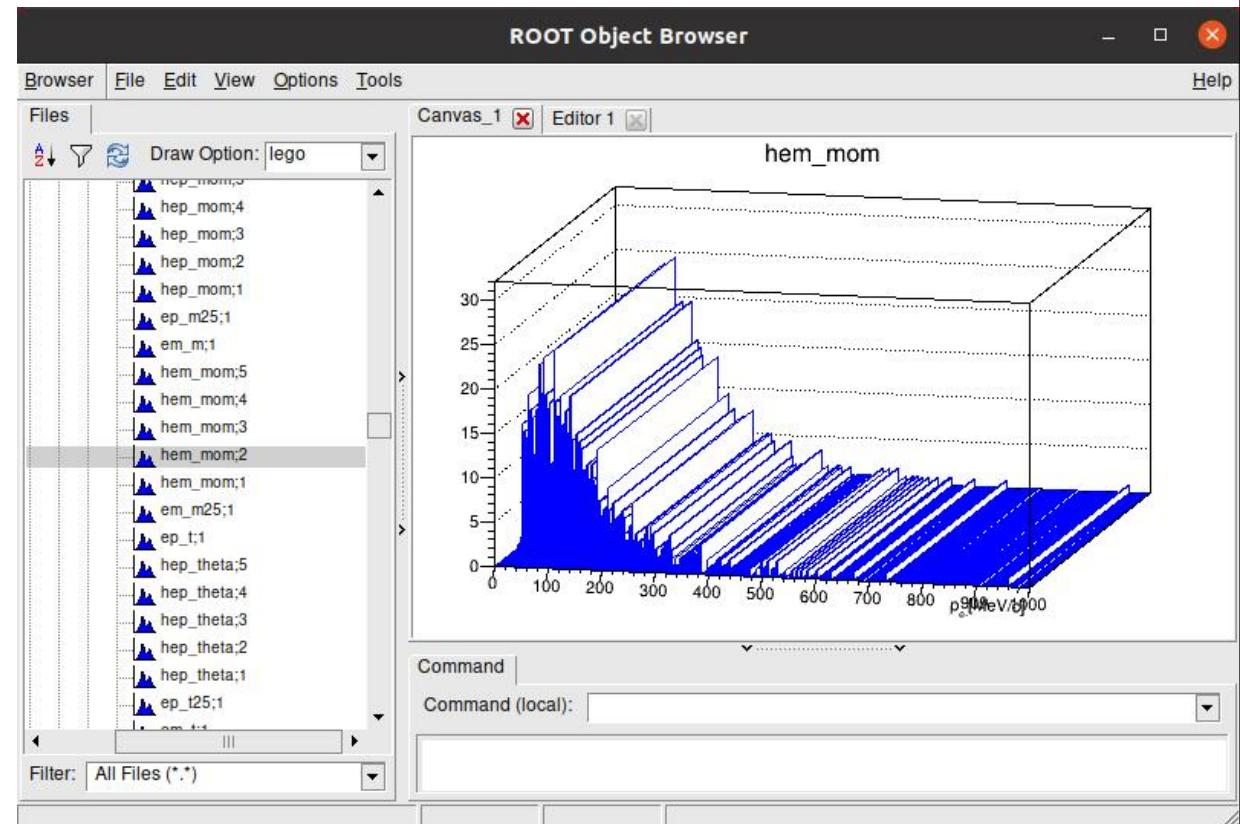 ROOT Object Browser
Browser File Edit View Options Tools Help
Files
Draw Option: lego
hep_mom;4
hep_mom;3
hep_mom;2
hep_mom;1
ep_m25;1
em_m;1
hem_mom;5
hem_mom;4
hem_mom;3
hem_mom;2
hem_mom;1
em_m25;1
ep_t;1
hep_theta;5
hep_theta;4
hep_theta;3
hep_theta;2
hep_theta;1
ep_t25;1
Filter: All Files (*.*)
Canvas_1 Editor 1
hem_mom
30
25
20
15
10
5
0
0 100 200 300 400 500 600 700 800
Command
Command (local):